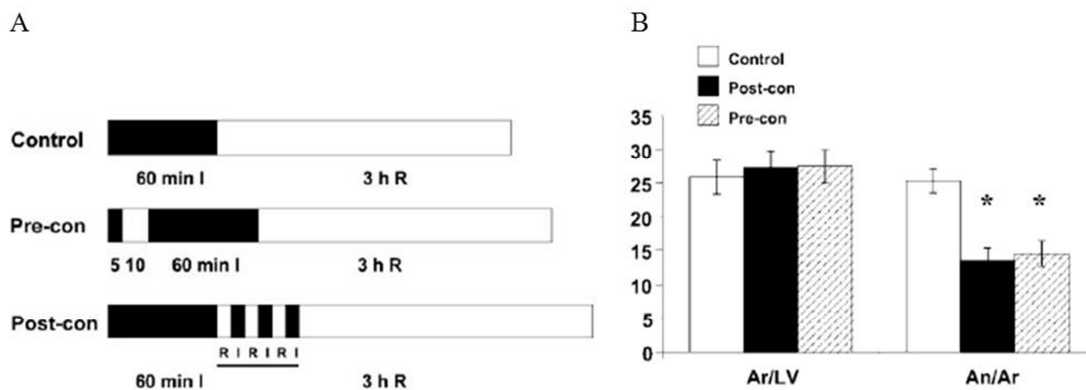 A
Control
60 min I 3 h R
Pre-con
5 10 60 min I 3 h R
Post-con
R I R I R I
60 min I 3 h R
B
Control
Post-con
Pre-con
35
30
25
20
15
10
5
0
* *
Ar/LV An/Ar